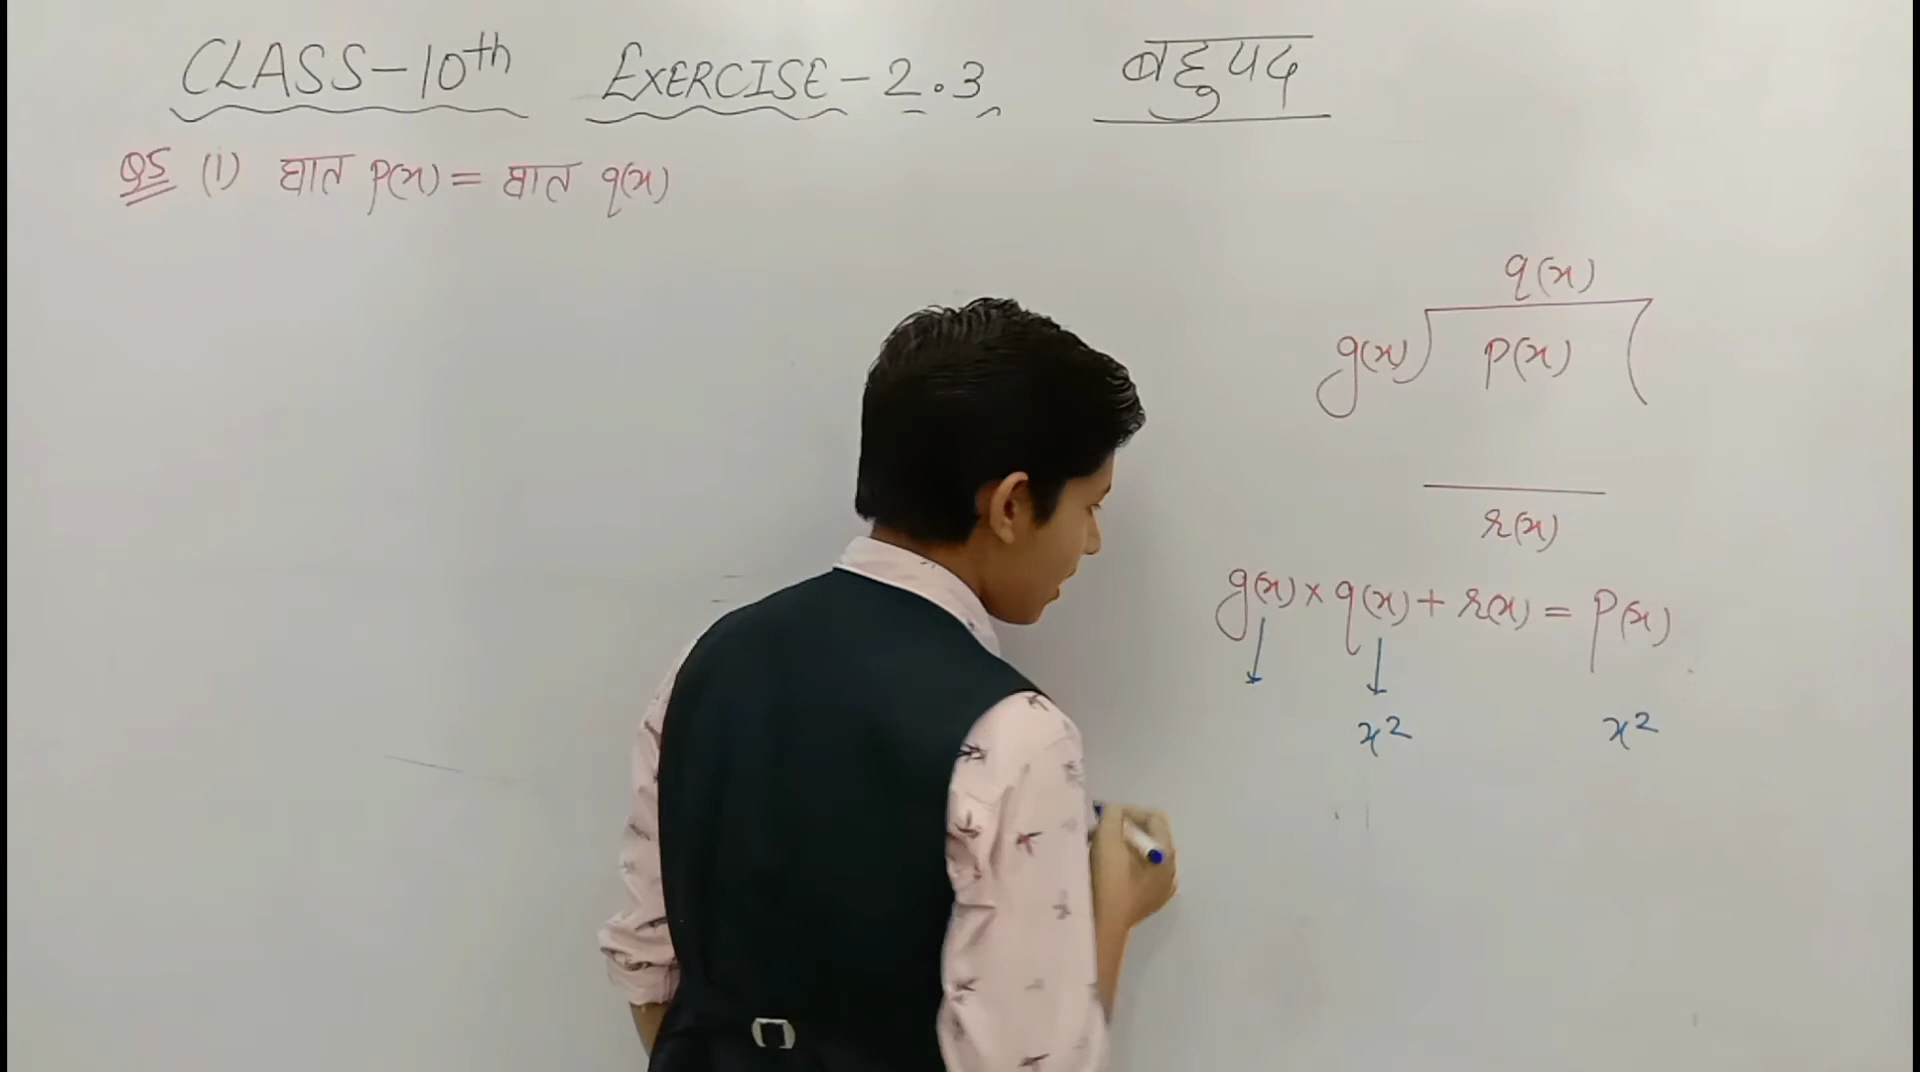 CLASS-10th EXERCISE-2.3 बहुपद
Q5 (i) घात p(x) = घात q(x)
q(x)
g(x) p(x)
r(x)
g(x) × q(x) + r(x) = p(x)
x² x²